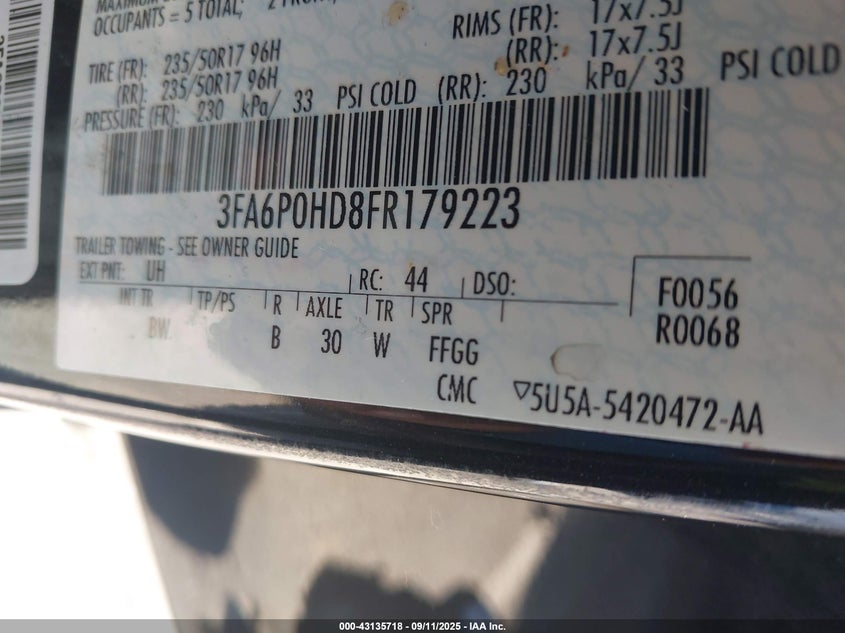 OCCUPANTS = 5 TOTAL;
RIMS (FR): 17x7.5J
(RR): 17x7.5J
TIRE (FR): 235/50R17 96H
(RR): 235/50R17 96H
PRESSURE (FR): 230 kPa/ 33 PSI COLD (RR): 230 kPa/ 33 PSI COLD
3FA6P0HD8FR179223
TRAILER TOWING - SEE OWNER GUIDE
EXT PNT: UH RC: 44 DSO:
INT TR TP/PS R AXLE TR SPR
BW B 30 W FFGG
CMC
F0056
R0068
▽5U5A-5420472-AA
000-43135718 - 09/11/2025 - IAA Inc.